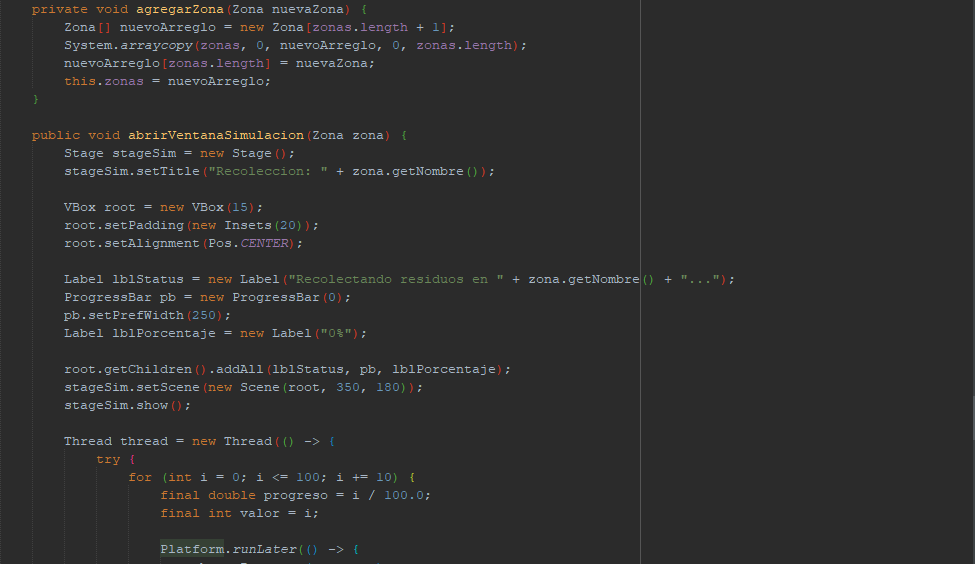 private void agregarZona(Zona nuevaZona) {
Zona[] nuevoArreglo = new Zona[zonas.length + 1];
System.arraycopy(zonas, 0, nuevoArreglo, 0, zonas.length);
nuevoArreglo[zonas.length] = nuevaZona;
this.zonas = nuevoArreglo;
}
public void abrirVentanaSimulacion(Zona zona) {
Stage stageSim = new Stage();
stageSim.setTitle("Recoleccion: " + zona.getNombre());
VBox root = new VBox(15);
root.setPadding(new Insets(20));
root.setAlignment(Pos.CENTER);
Label lblStatus = new Label("Recolectando residuos en " + zona.getNombre() + "...");
ProgressBar pb = new ProgressBar(0);
pb.setPrefWidth(250);
Label lblPorcentaje = new Label("0%");
root.getChildren().addAll(lblStatus, pb, lblPorcentaje);
stageSim.setScene(new Scene(root, 350, 180));
stageSim.show();
Thread thread = new Thread(() -> {
try {
for (int i = 0; i <= 100; i += 10) {
final double progreso = i / 100.0;
final int valor = i;
Platform.runLater(() -> {